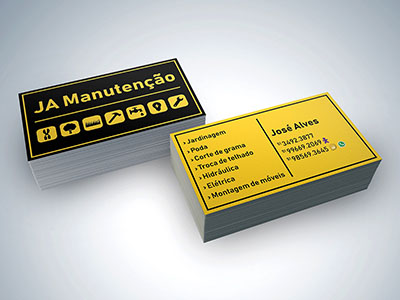 JA Manutenção
› Jardinagem
› Poda
› Corte de grama
› Troca de telhado
› Hidráulica
› Elétrica
› Montagem de móveis
José Alves
3492.3877
99669.2069
98569.3645